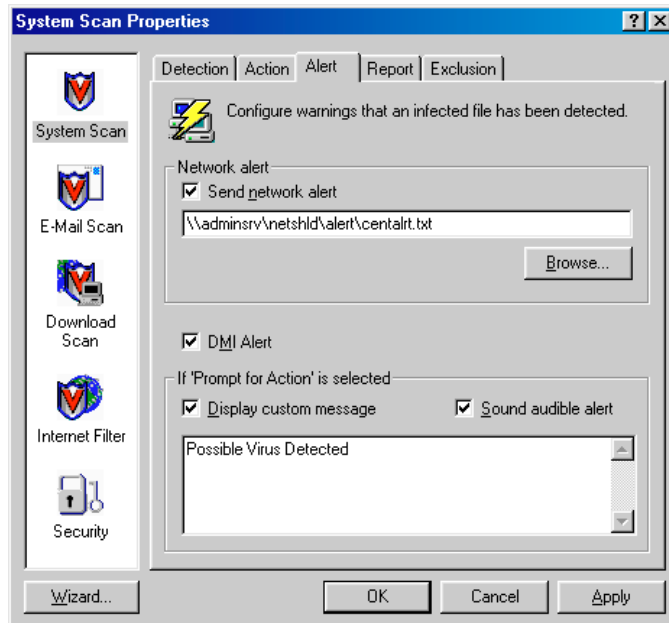 System Scan Properties
Detection Action Alert Report Exclusion
System Scan
E-Mail Scan
Download
Scan
Internet Filter
Security
Configure warnings that an infected file has been detected.
Network alert
Send network alert
\\adminsrv\netshld\alert\centalrt.txt
Browse...
DMI Alert
If 'Prompt for Action' is selected
Display custom message Sound audible alert
Possible Virus Detected
Wizard... OK Cancel Apply